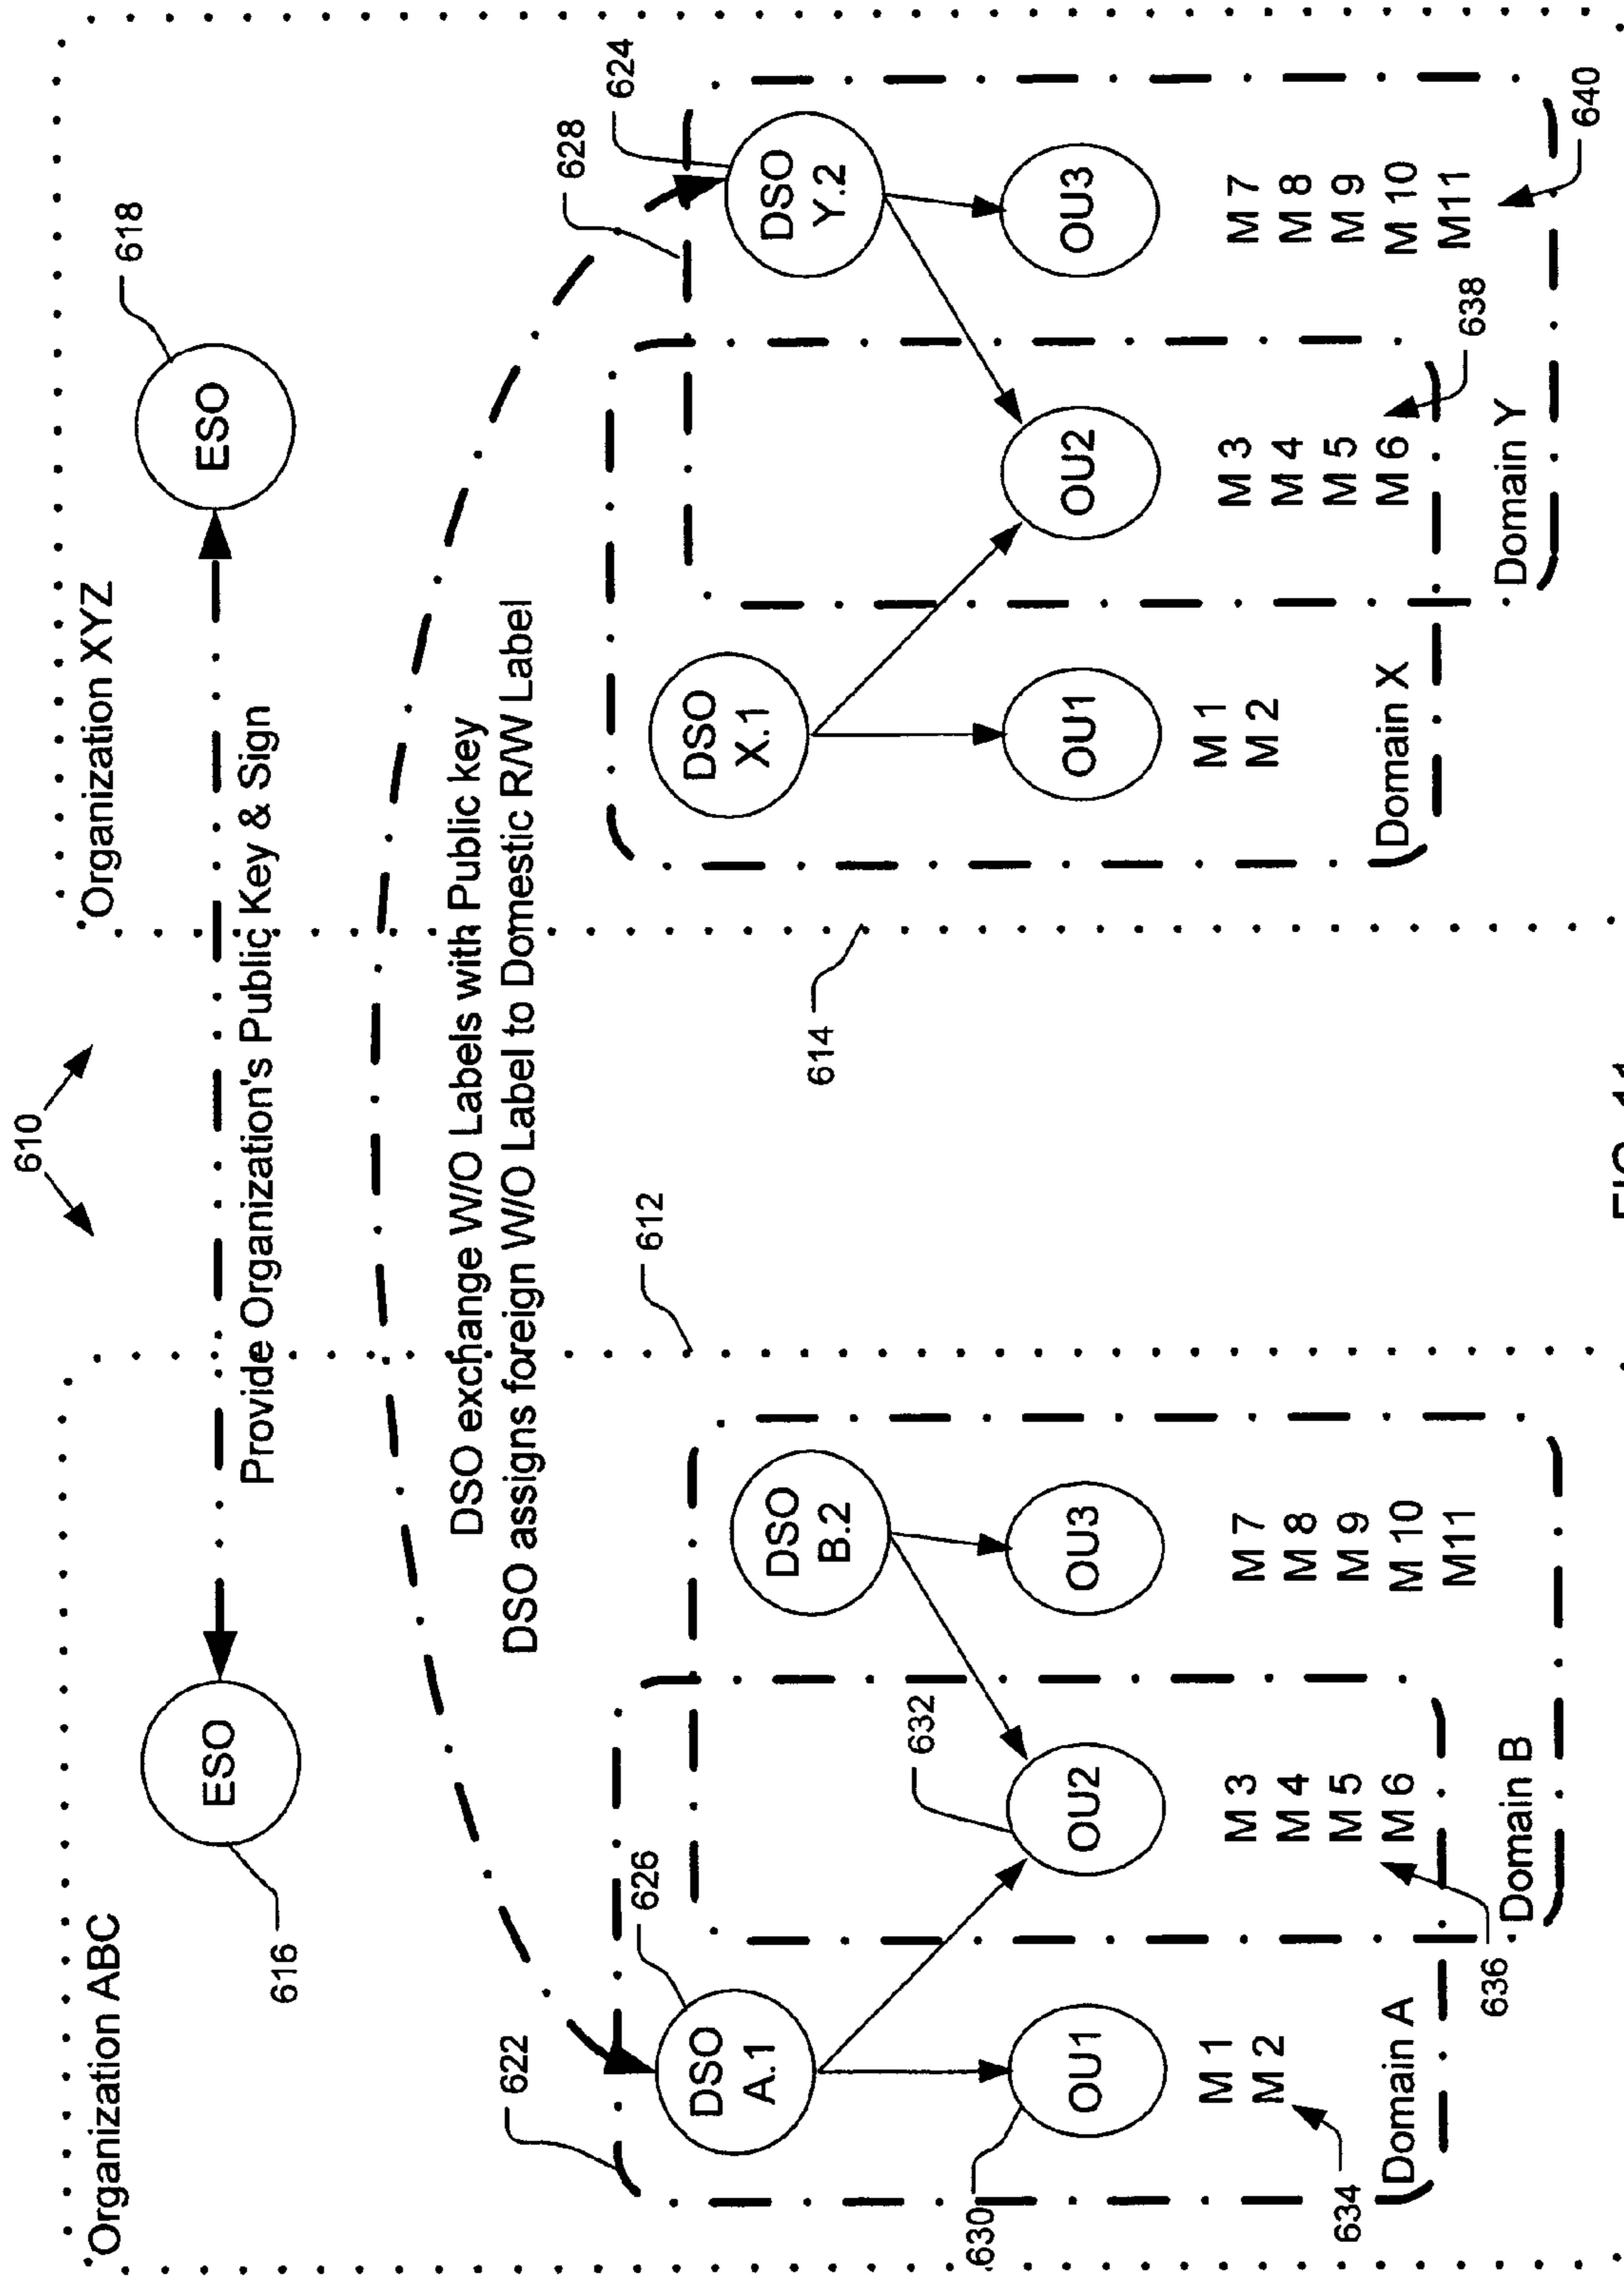 610
Organization ABC
Organization XYZ
ESO
ESO
616
618
Provide Organization's Public Key & Sign
DSO exchange W/O Labels with Public key
DSO assigns foreign W/O Label to Domestic R/W Label
612
614
622
626
628
624
DSO
A.1
DSO
B.2
DSO
X.1
DSO
Y.2
630
632
OU1
OU2
OU3
OU1
OU2
OU3
M 1
M 2
M 3
M 4
M 5
M 6
M 7
M 8
M 9
M 10
M11
M 1
M 2
M 3
M 4
M 5
M 6
M 7
M 8
M 9
M 10
M11
634
636
638
640
Domain A
Domain B
Domain X
Domain Y